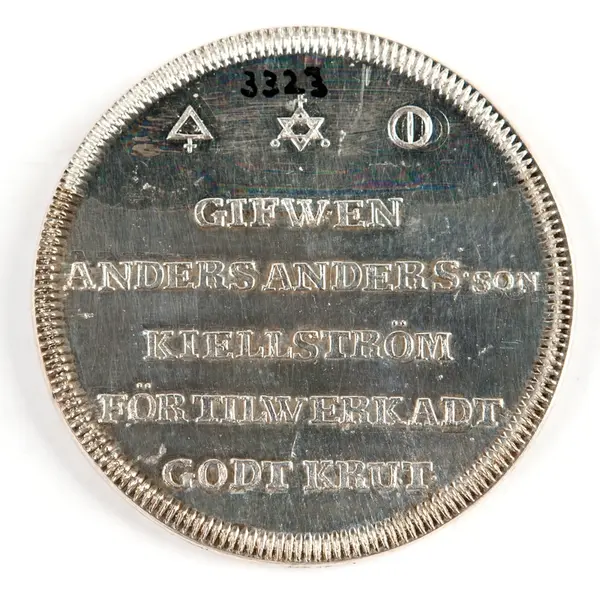 3323
GIFWEN
ANDERS ANDERS·SON
KIELLSTRÖM
FÖR TILWERKADT
GODT KRUT.